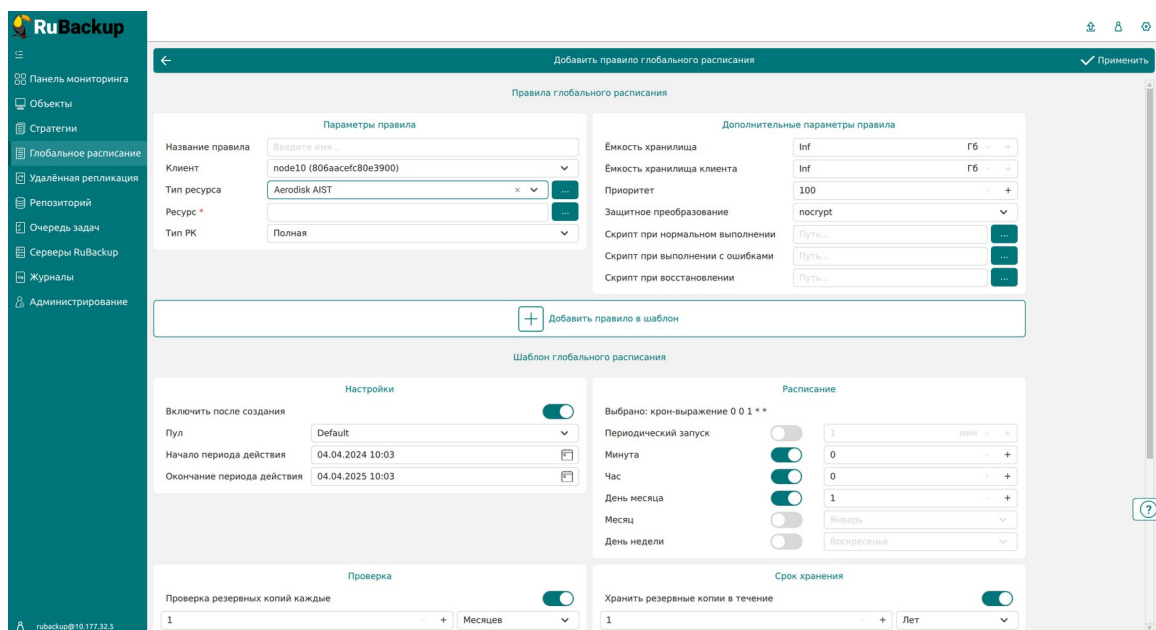 RuBackup
Добавить правило глобального расписания
Применить
Панель мониторинга
Объекты
Стратегии
Глобальное расписание
Удалённая репликация
Репозиторий
Очередь задач
Серверы RuBackup
Журналы
Администрирование
rubackup@10.177.32.5
Правила глобального расписания
Параметры правила
Название правила Введите имя ..
Клиент node10 (806aacefc80e3900)
Тип ресурса Aerodisk AIST × ...
Ресурс * ...
Тип РК Полная
Дополнительные параметры правила
Ёмкость хранилища Inf Гб - +
Ёмкость хранилища клиента Inf Гб - +
Приоритет 100 - +
Защитное преобразование nocrypt
Скрипт при нормальном выполнении Путь... ...
Скрипт при выполнении с ошибками Путь... ...
Скрипт при восстановлении Путь... ...
+ Добавить правило в шаблон
Шаблон глобального расписания
Настройки
Включить после создания
Пул Default
Начало периода действия 04.04.2024 10:03
Окончание периода действия 04.04.2025 10:03
Расписание
Выбрано: крон-выражение 0 0 1 * *
Периодический запуск 1 мин - +
Минута 0 - +
Час 0 - +
День месяца 1 - +
Месяц Январь
День недели Воскресенье
?
Проверка
Проверка резервных копий каждые
1 - + Месяцев
Срок хранения
Хранить резервные копии в течение
1 - + Лет